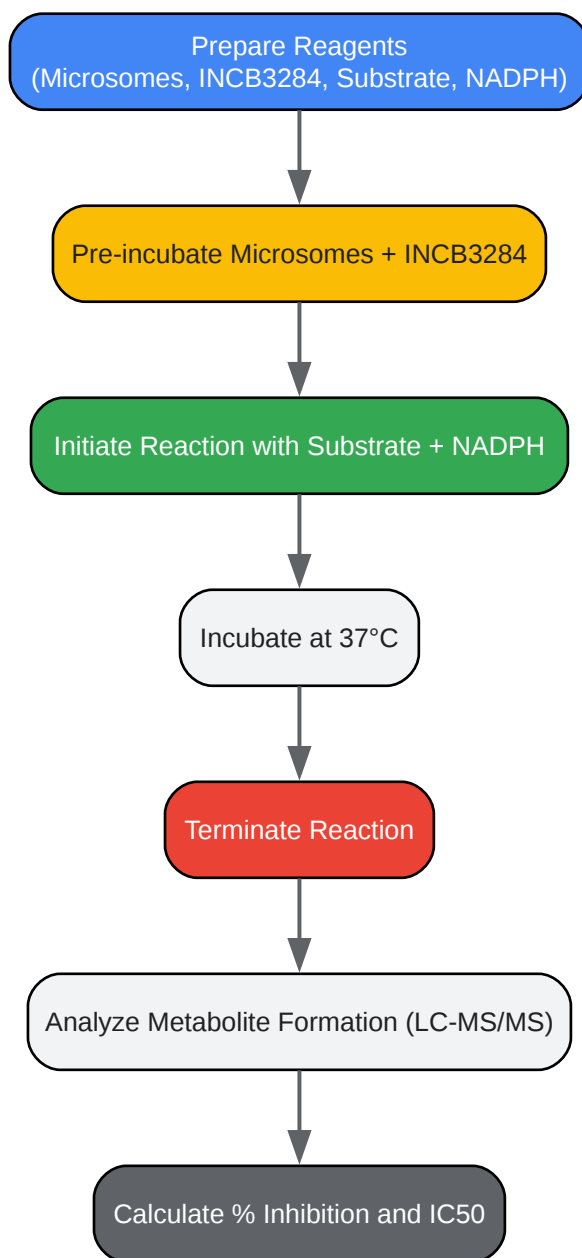 Prepare Reagents
(Microsomes, INCB3284, Substrate, NADPH)
Pre-incubate Microsomes + INCB3284
Initiate Reaction with Substrate + NADPH
Incubate at 37°C
Terminate Reaction
Analyze Metabolite Formation (LC-MS/MS)
Calculate % Inhibition and IC50